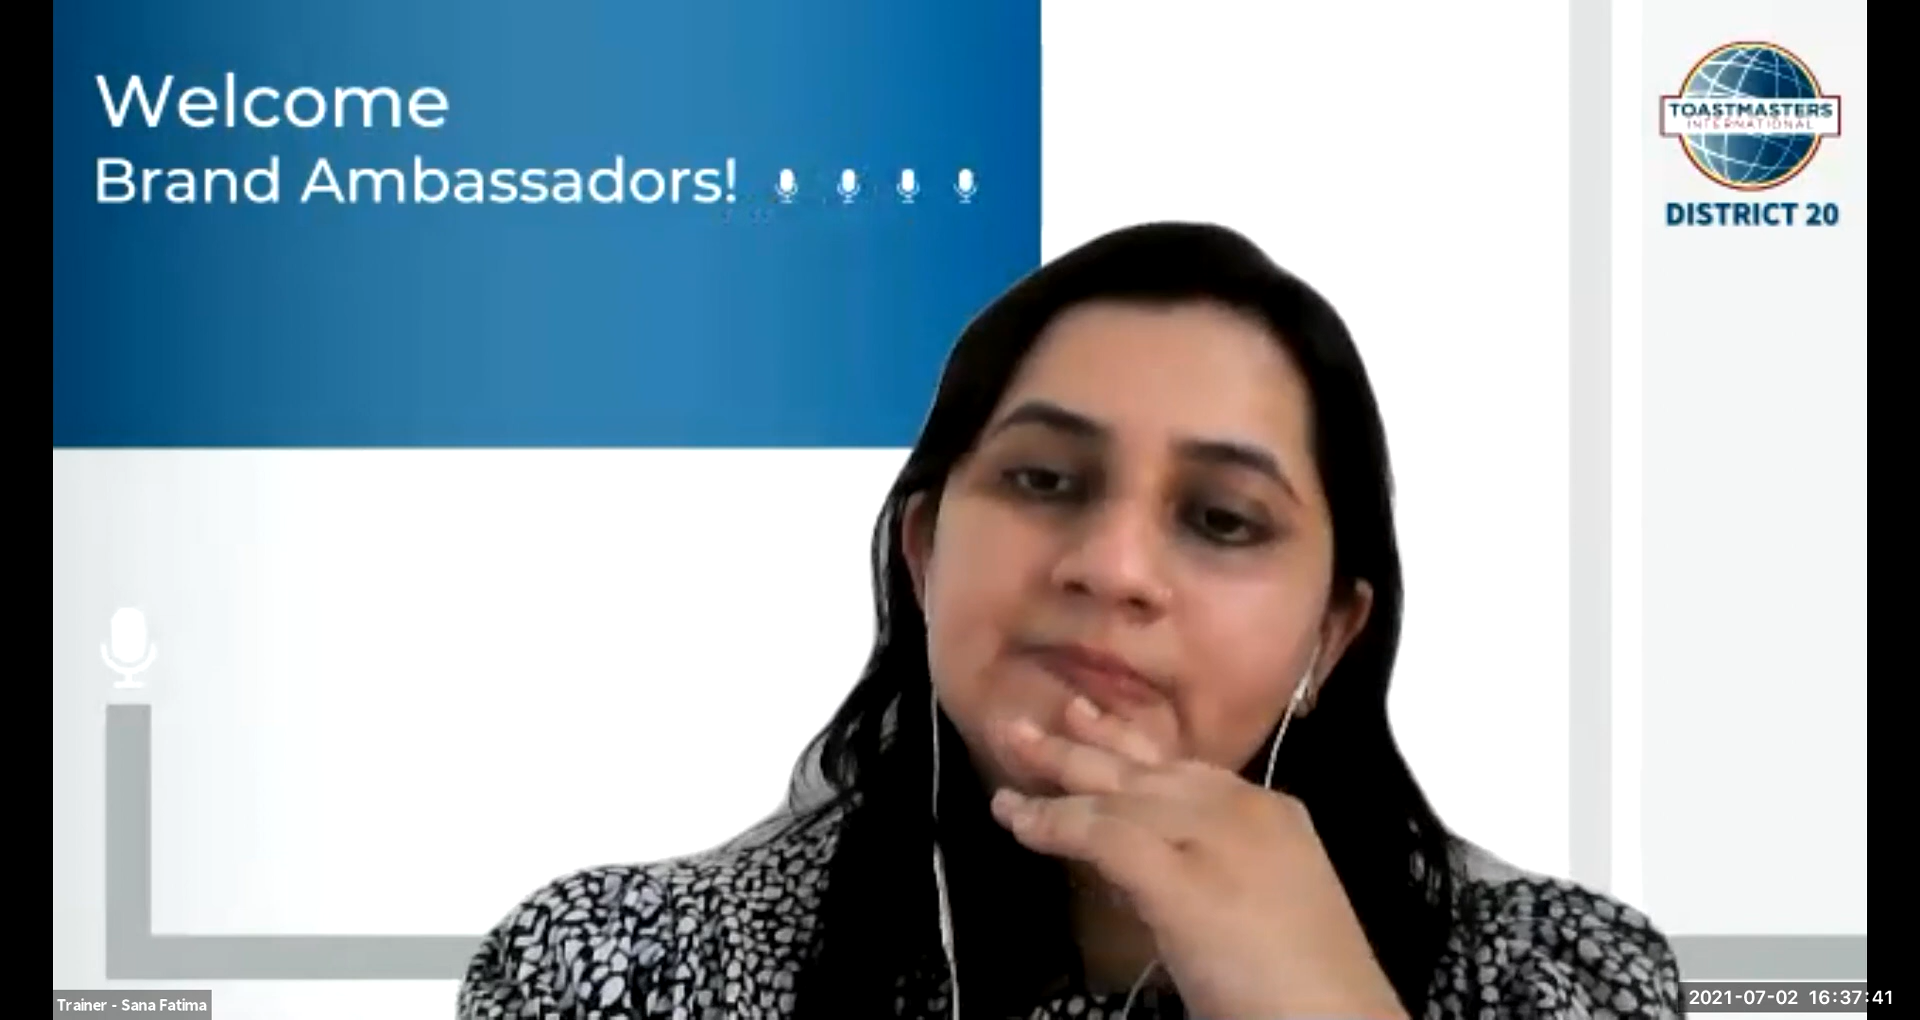 Welcome
Brand Ambassadors!
TOASTMASTERS
INTERNATIONAL
DISTRICT 20
Trainer - Sana Fatima
2021-07-02 16:37:41